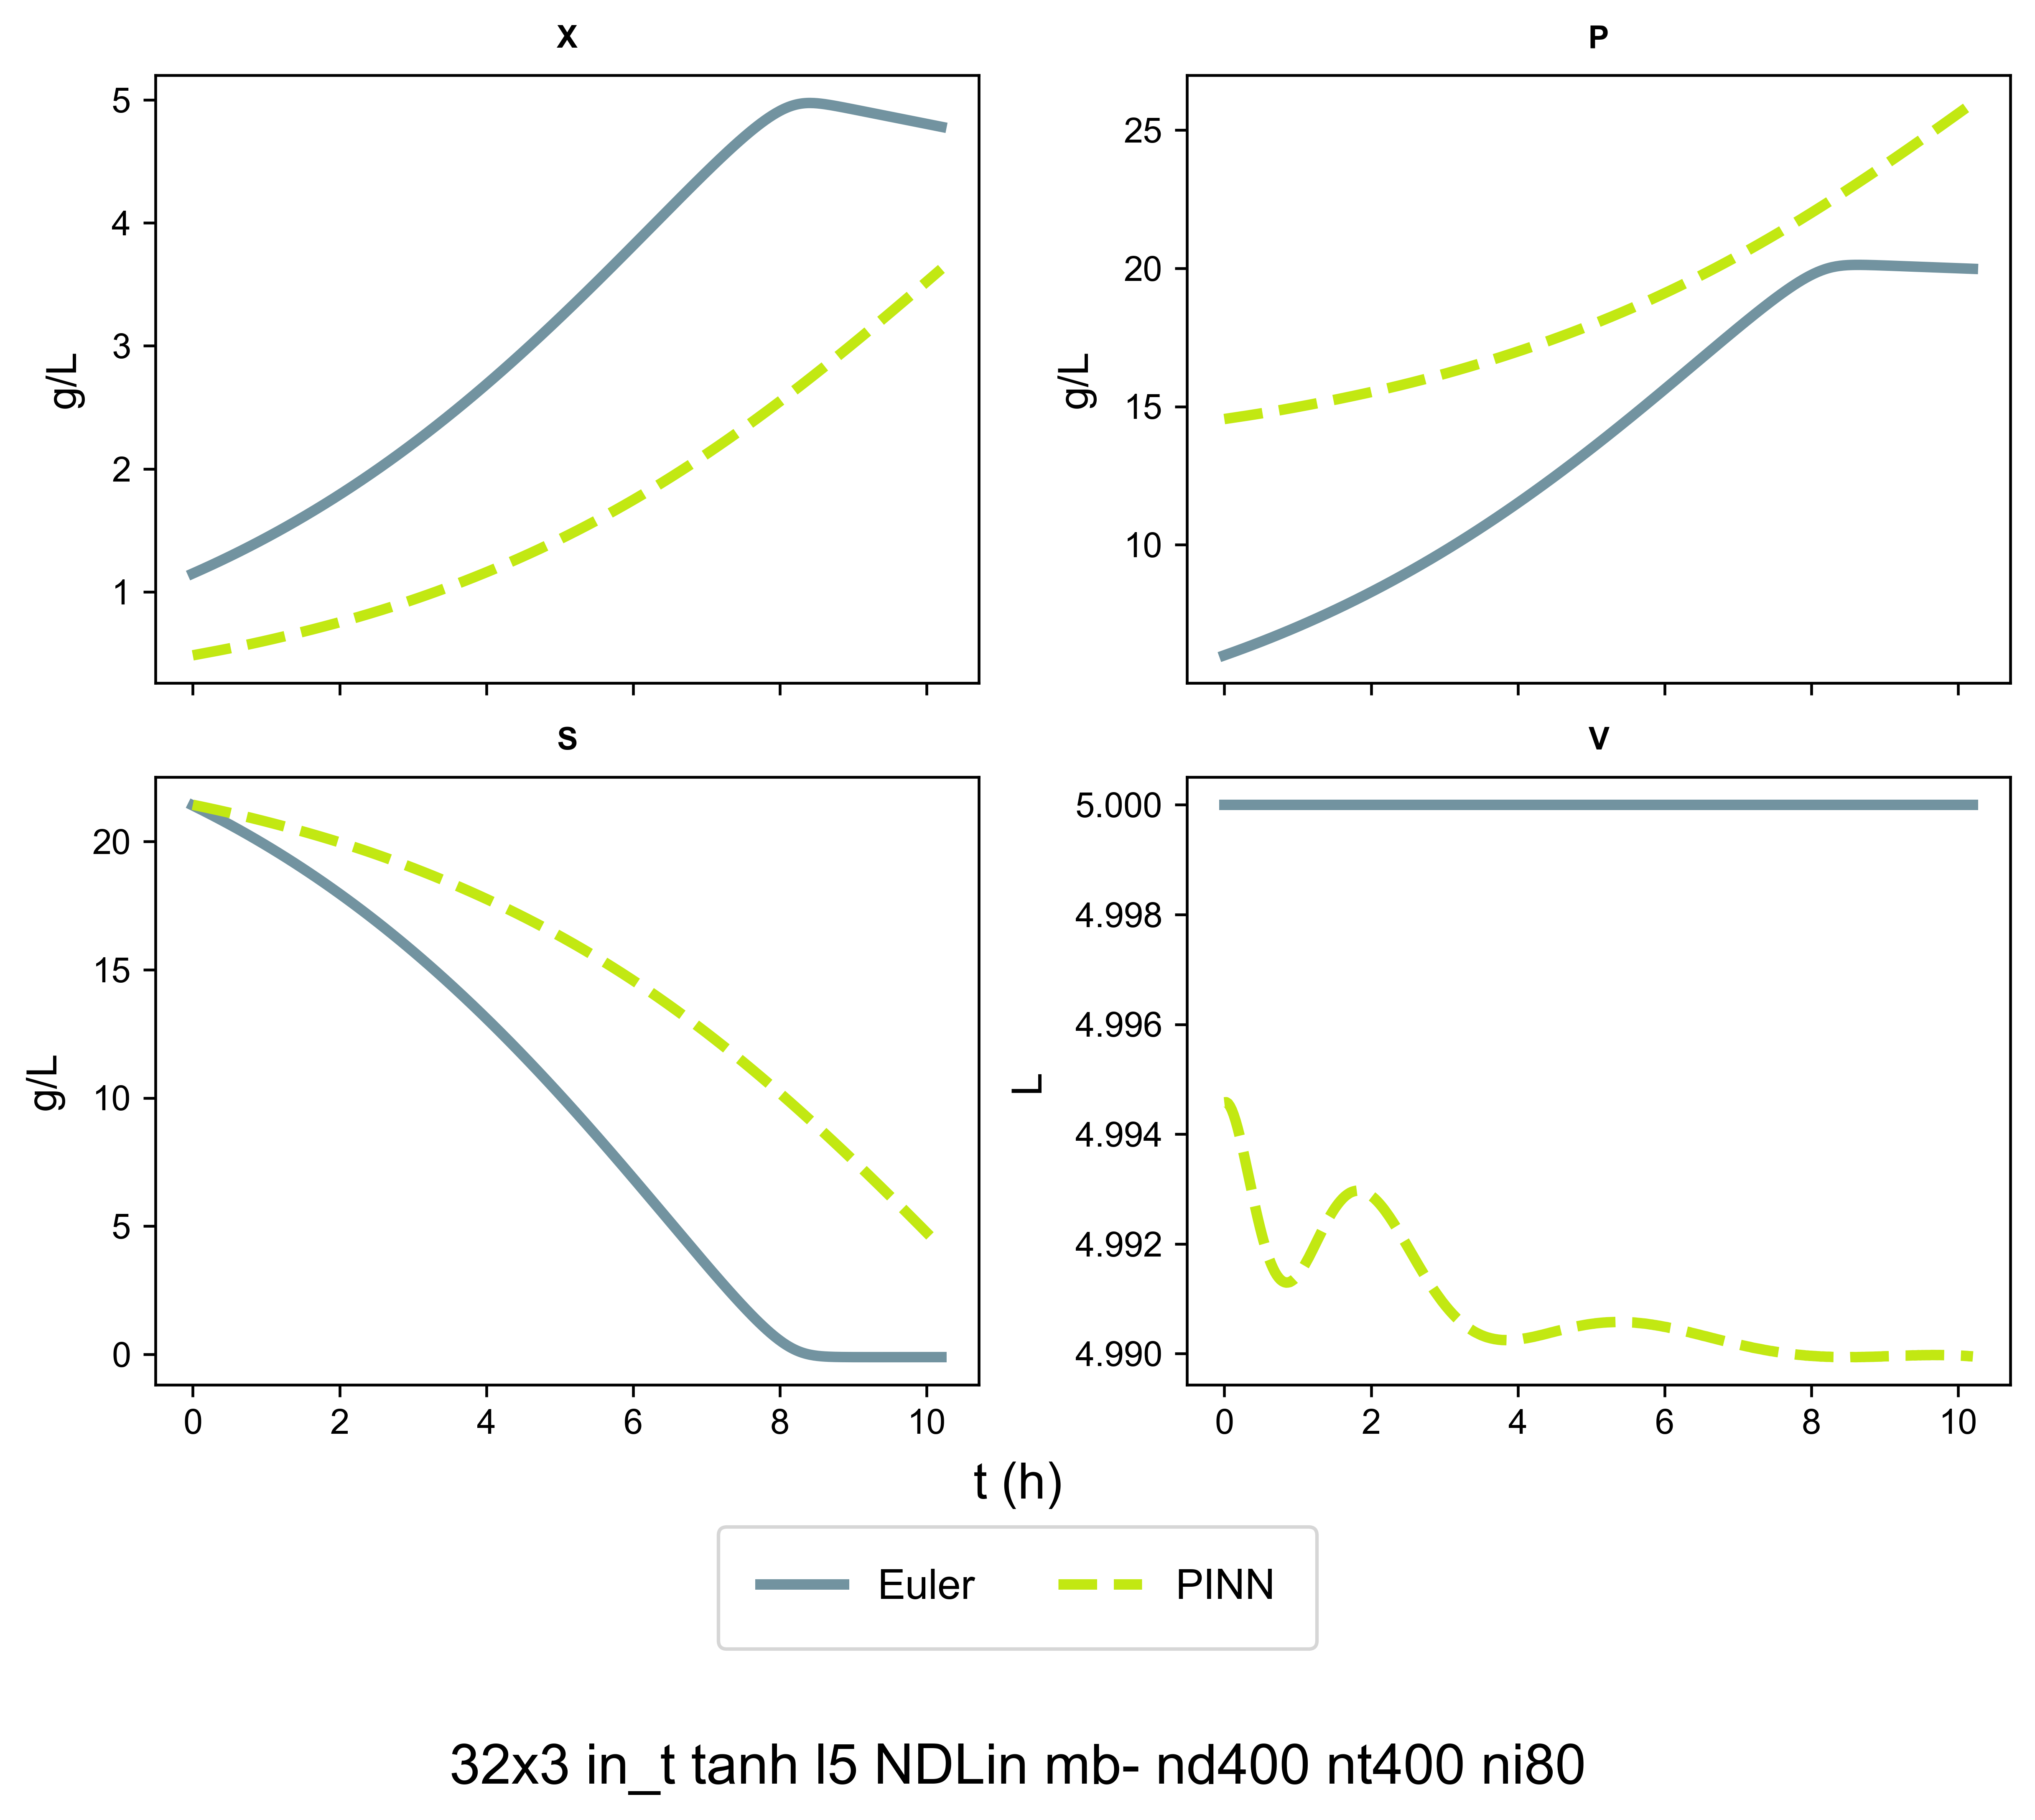 X
5
4
3
2
1
g/L
P
25
20
15
10
g/L
S
20
15
10
5
0
g/L
0 2 4 6 8 10
V
5.000
4.998
4.996
4.994
4.992
4.990
L
0 2 4 6 8 10
t (h)
Euler PINN
32x3 in_t tanh l5 NDLin mb- nd400 nt400 ni80